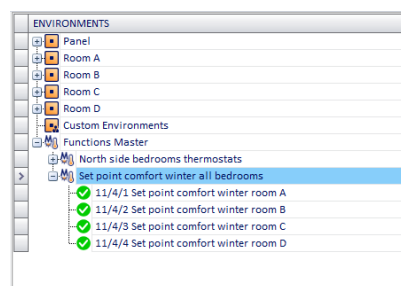 ENVIRONMENTS
Panel
Room A
Room B
Room C
Room D
Custom Environments
Functions Master
North side bedrooms thermostats
Set point comfort winter all bedrooms
11/4/1 Set point comfort winter room A
11/4/2 Set point comfort winter room B
11/4/3 Set point comfort winter room C
11/4/4 Set point comfort winter room D